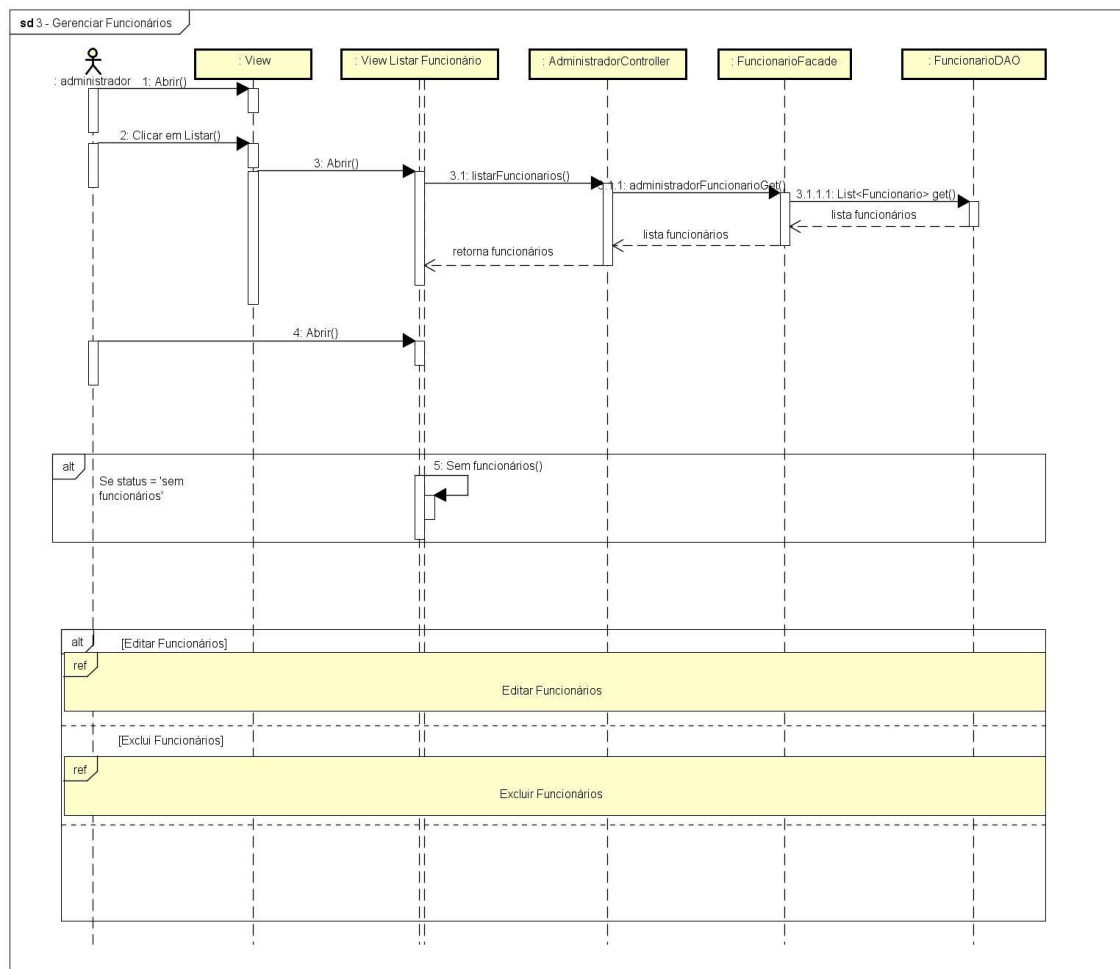 sd 3 - Gerenciar Funcionários
: administrador
: View
: View Listar Funcionário
: AdministradorController
: FuncionarioFacade
: FuncionarioDAO
1: Abrir()
2: Clicar em Listar()
3: Abrir()
3.1: listarFuncionarios()
3.1.1: administradorFuncionarioGet()
3.1.1.1: List<Funcionario> get()
lista funcionários
lista funcionários
retorna funcionários
4: Abrir()
alt
Se status = 'sem
funcionários'
5: Sem funcionários()
alt
[Editar Funcionários]
ref
Editar Funcionários
[Exclui Funcionários]
ref
Excluir Funcionários